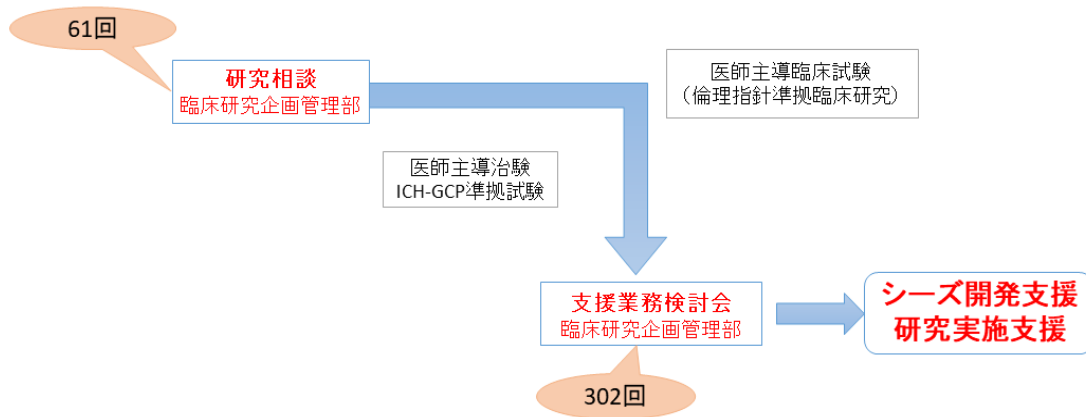 61回
研究相談
臨床研究企画管理部
医師主導臨床試験
（倫理指針準拠臨床研究）
医師主導治験
ICH-GCP準拠試験
支援業務検討会
臨床研究企画管理部
シーズ開発支援
研究実施支援
302回